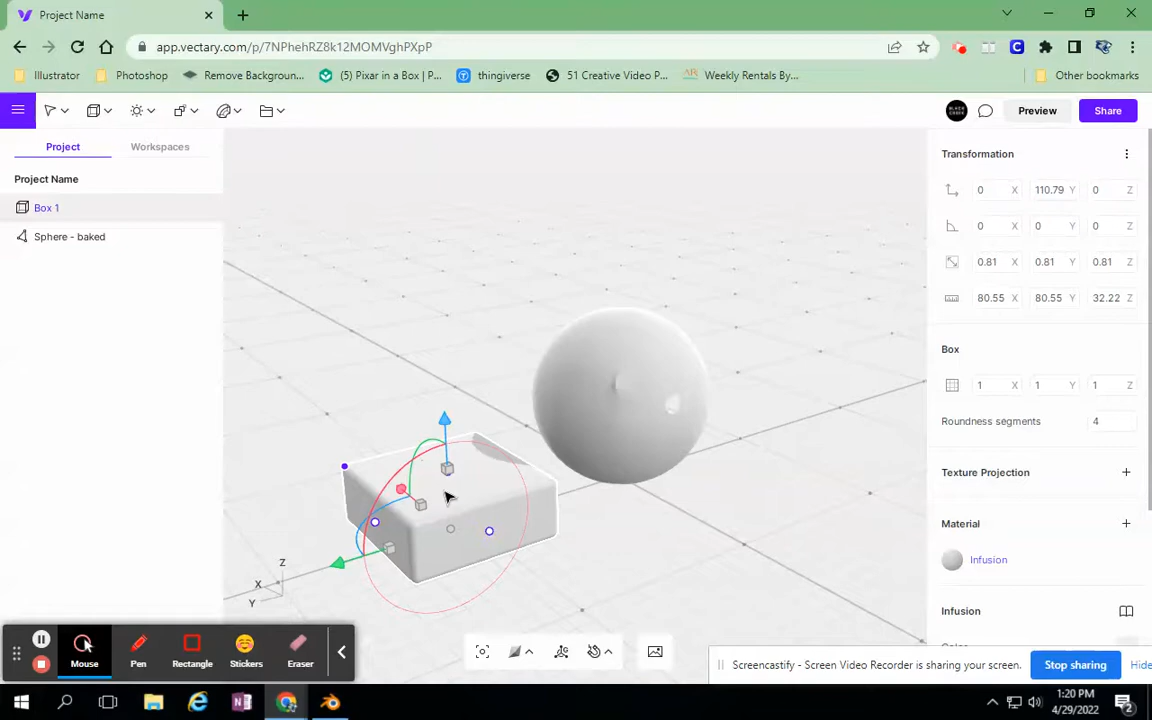 Project Name
app.vectary.com/p/7NPhehRZ8k12MOMVghPXpP
Illustrator
Photoshop
Remove Backgroun...
(5) Pixar in a Box | P...
thingiverse
51 Creative Video P...
Weekly Rentals By...
Other bookmarks
Preview
Share
Project
Workspaces
Project Name
Box 1
Sphere - baked
Transformation
0 X 110.79 Y 0 Z
0 X 0 Y 0 Z
0.81 X 0.81 Y 0.81 Z
80.55 X 80.55 Y 32.22 Z
Box
1 X 1 Y 1 Z
Roundness segments 4
Texture Projection
Material
Infusion
Infusion
Z
X
Y
Mouse
Pen
Rectangle
Stickers
Eraser
Screencastify - Screen Video Recorder is sharing your screen.
Stop sharing
Hide
1:20 PM
4/29/2022
2